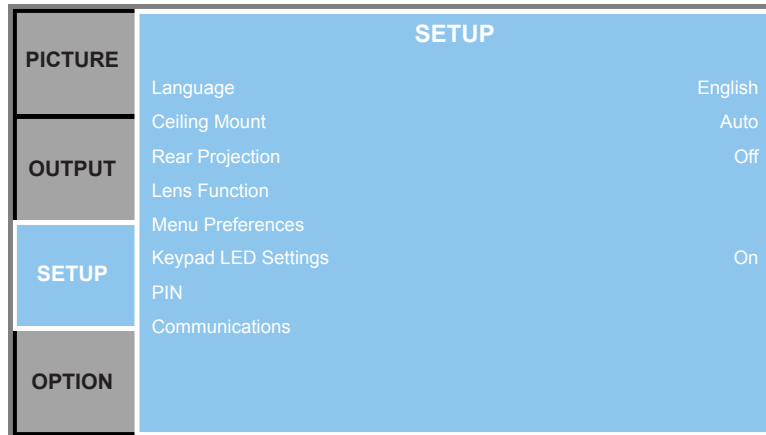 PICTURE
OUTPUT
SETUP
OPTION
SETUP
Language English
Ceiling Mount Auto
Rear Projection Off
Lens Function
Menu Preferences
Keypad LED Settings On
PIN
Communications